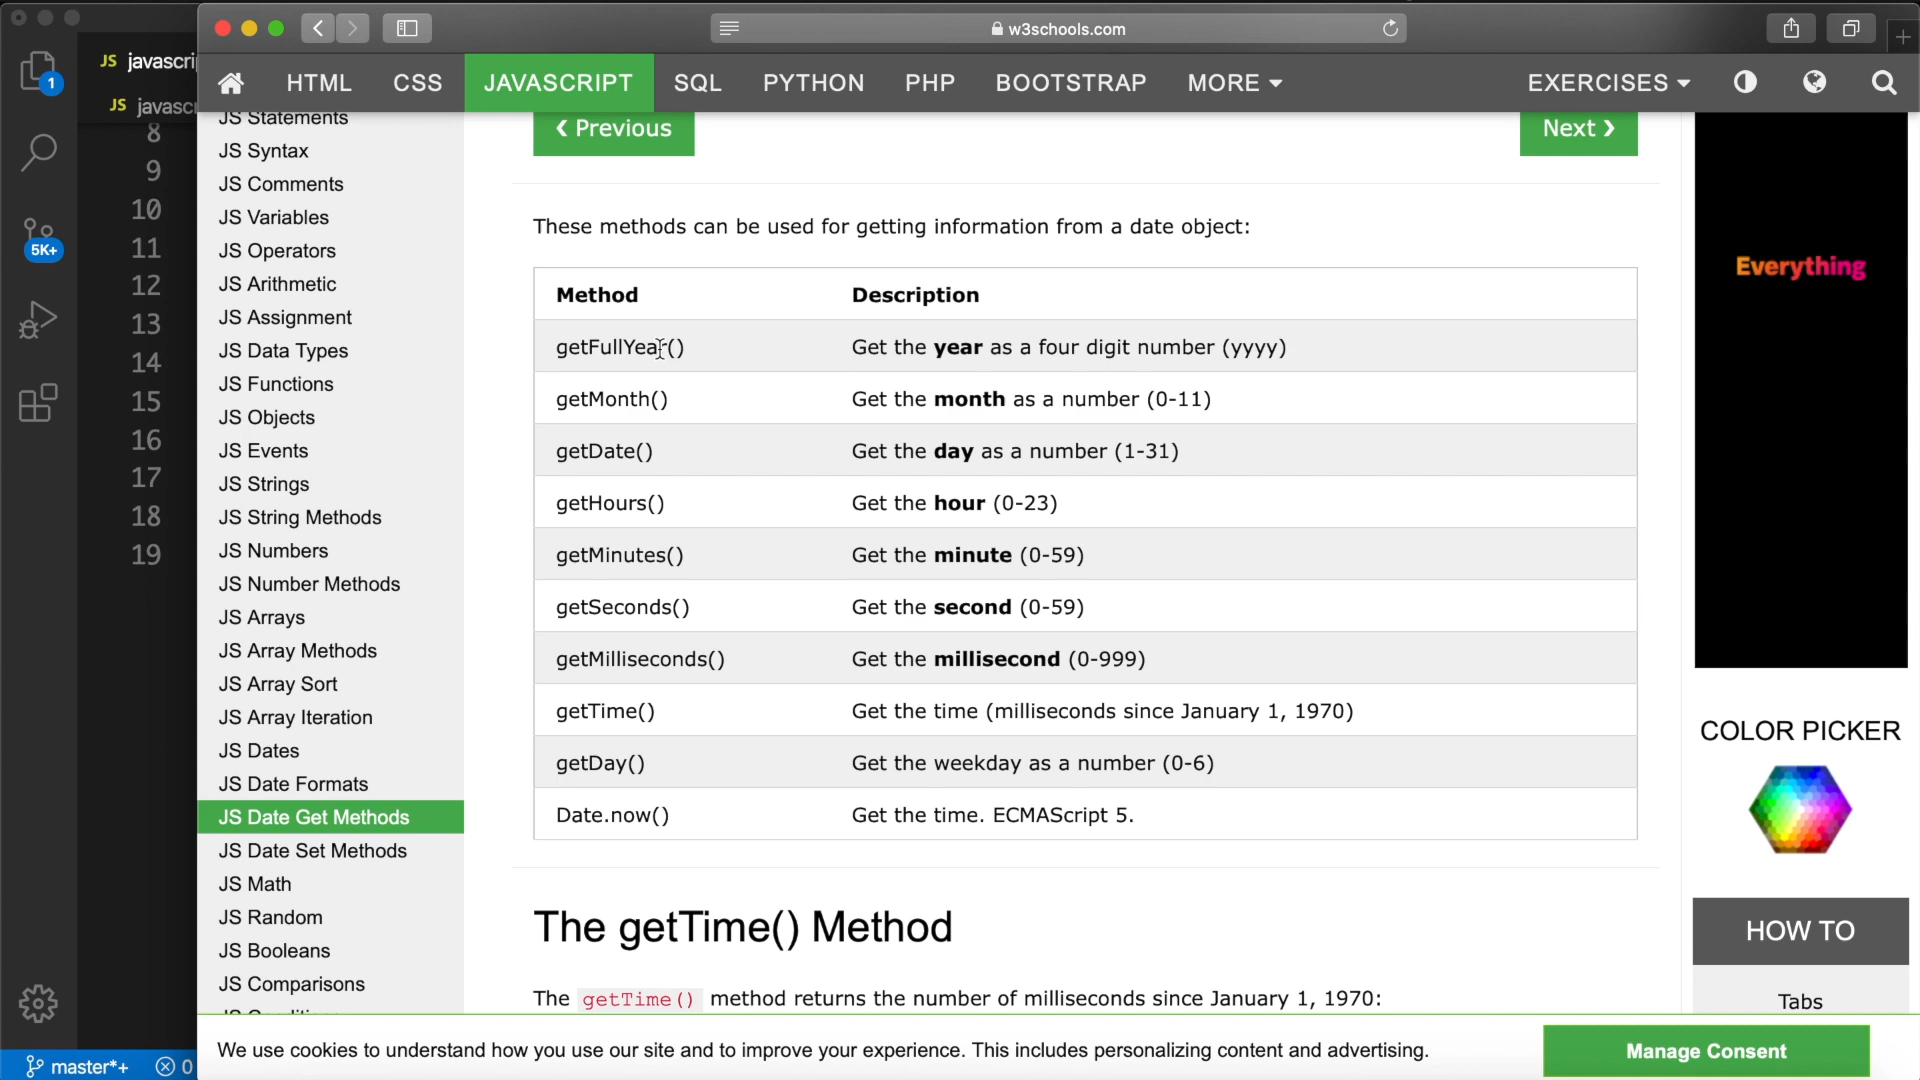 JS javascri
1
JS javascr
5K+
8
9
10
11
12
13
14
15
16
17
18
19
master*+
0
w3schools.com
HTML CSS JAVASCRIPT SQL PYTHON PHP BOOTSTRAP MORE EXERCISES
JS Statements
JS Syntax
JS Comments
JS Variables
JS Operators
JS Arithmetic
JS Assignment
JS Data Types
JS Functions
JS Objects
JS Events
JS Strings
JS String Methods
JS Numbers
JS Number Methods
JS Arrays
JS Array Methods
JS Array Sort
JS Array Iteration
JS Dates
JS Date Formats
JS Date Get Methods
JS Date Set Methods
JS Math
JS Random
JS Booleans
JS Comparisons
❮ Previous
Next ❯
These methods can be used for getting information from a date object:
Method Description
getFullYear() Get the year as a four digit number (yyyy)
getMonth() Get the month as a number (0-11)
getDate() Get the day as a number (1-31)
getHours() Get the hour (0-23)
getMinutes() Get the minute (0-59)
getSeconds() Get the second (0-59)
getMilliseconds() Get the millisecond (0-999)
getTime() Get the time (milliseconds since January 1, 1970)
getDay() Get the weekday as a number (0-6)
Date.now() Get the time. ECMAScript 5.
The getTime() Method
The getTime() method returns the number of milliseconds since January 1, 1970:
Everything
COLOR PICKER
HOW TO
Tabs
We use cookies to understand how you use our site and to improve your experience. This includes personalizing content and advertising.
Manage Consent